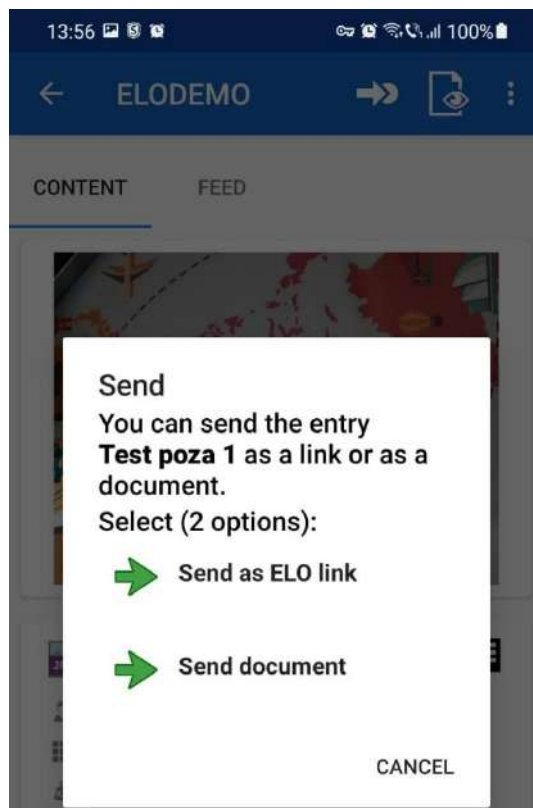 13:56 100%
ELODEMO
CONTENT FEED
Send
You can send the entry
Test poza 1 as a link or as a
document.
Select (2 options):
Send as ELO link
Send document
CANCEL